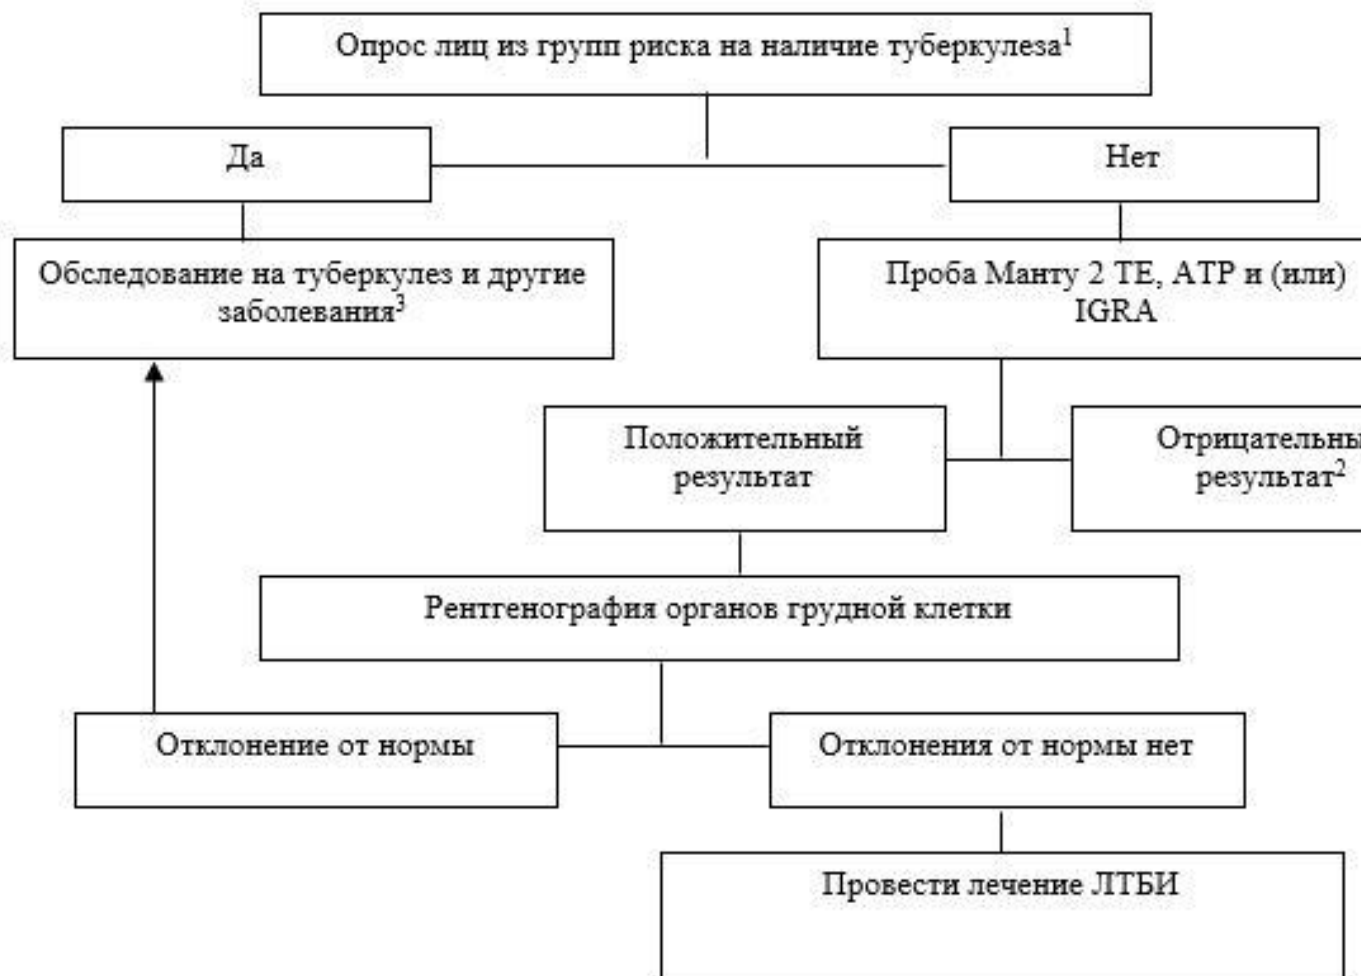 Опрос лиц из групп риска на наличие туберкулеза¹
Да
Нет
Обследование на туберкулез и другие
заболевания³
Проба Манту 2 ТЕ, АТР и (или)
IGRA
Положительный
результат
Отрицательны
результат²
Рентгенография органов грудной клетки
Отклонение от нормы
Отклонения от нормы нет
Провести лечение ЛТБИ